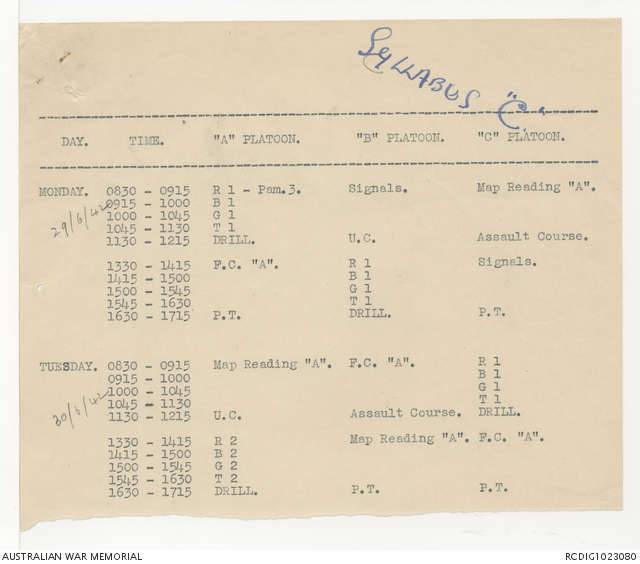 SYLLABUS "C"
DAY. TIME. "A" PLATOON. "B" PLATOON. "C" PLATOON.
MONDAY. 0830 - 0915 R 1 - Pam.3. Signals. Map Reading "A".
29/6/42 0915 - 1000 B 1
1000 - 1045 G 1
1045 - 1130 T 1
1130 - 1215 DRILL. U.C. Assault Course.
1330 - 1415 F.C. "A". R 1 Signals.
1415 - 1500 B 1
1500 - 1545 G 1
1545 - 1630 T 1
1630 - 1715 P.T. DRILL. P.T.
TUESDAY. 0830 - 0915 Map Reading "A". F.C. "A". R 1
0915 - 1000 B 1
30/6/42 1000 - 1045 G 1
1045 - 1130 T 1
1130 - 1215 U.C. Assault Course. DRILL.
1330 - 1415 R 2 Map Reading "A". F.C. "A".
1415 - 1500 B 2
1500 - 1545 G 2
1545 - 1630 T 2
1630 - 1715 DRILL. P.T. P.T.
AUSTRALIAN WAR MEMORIAL RCDIG1023080